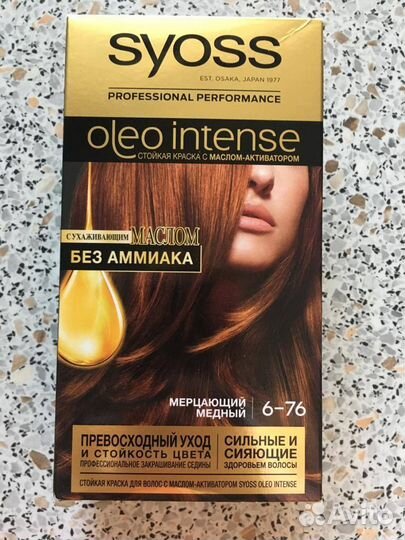 syoss
EST. OSAKA, JAPAN 1977
PROFESSIONAL PERFORMANCE
oleo intense
СТОЙКАЯ КРАСКА С МАСЛОМ-АКТИВАТОРОМ
С УХАЖИВАЮЩИМ МАСЛОМ
БЕЗ АММИАКА
МЕРЦАЮЩИЙ
МЕДНЫЙ 6-76
ПРЕВОСХОДНЫЙ УХОД
И СТОЙКОСТЬ ЦВЕТА
ПРОФЕССИОНАЛЬНОЕ ЗАКРАШИВАНИЕ СЕДИНЫ
СИЛЬНЫЕ И
СИЯЮЩИЕ
ЗДОРОВЬЕМ ВОЛОСЫ
СТОЙКАЯ КРАСКА ДЛЯ ВОЛОС С МАСЛОМ-АКТИВАТОРОМ SYOSS OLEO INTENSE
Avito